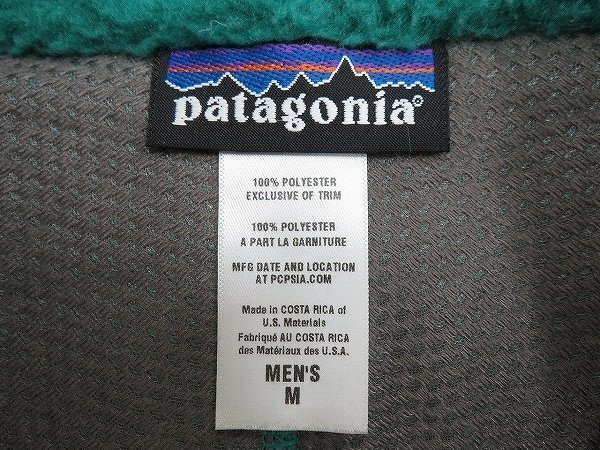 patagonia®
100% POLYESTER
EXCLUSIVE OF TRIM
100% POLYESTER
A PART LA GARNITURE
MFG DATE AND LOCATION
AT PCPSIA.COM
Made in COSTA RICA of
U.S. Materials
Fabriqué AU COSTA RICA
des Matériaux des U.S.A.
MEN'S
M